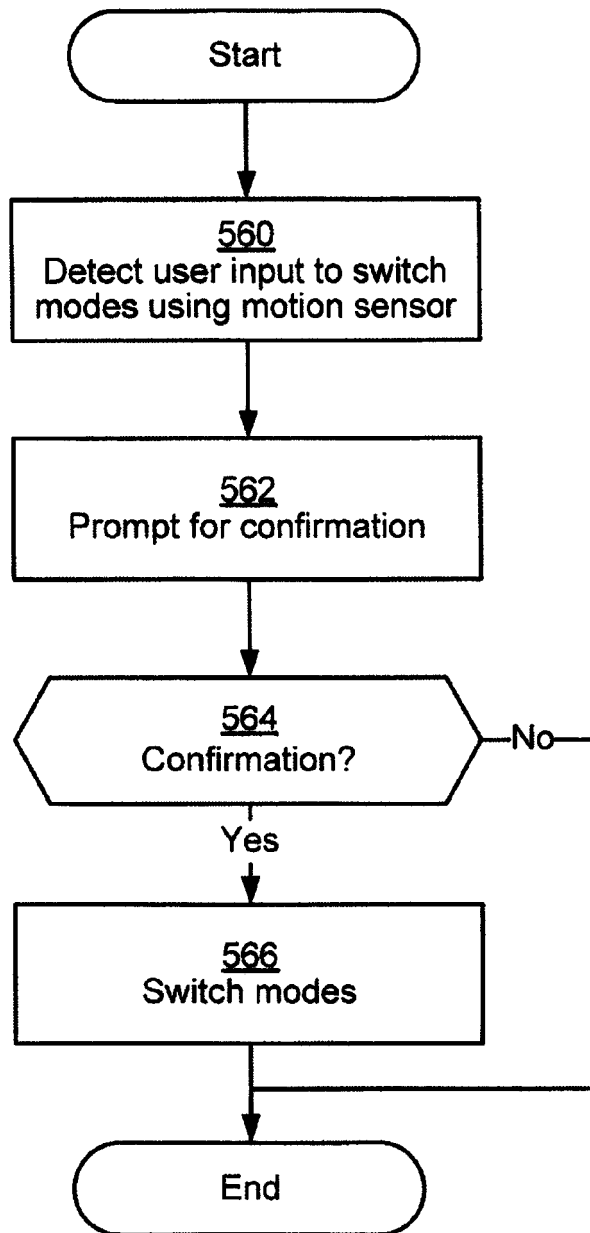 Start
560
Detect user input to switch
modes using motion sensor
562
Prompt for confirmation
564
Confirmation?
No
Yes
566
Switch modes
End